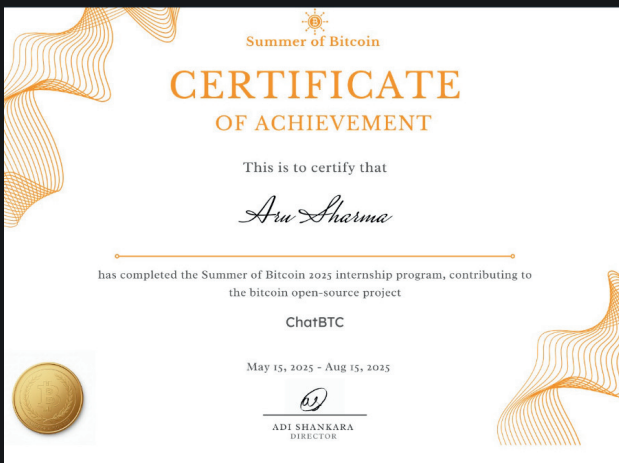 Summer of Bitcoin
CERTIFICATE
OF ACHIEVEMENT
This is to certify that
Aru Sharma
has completed the Summer of Bitcoin 2025 internship program, contributing to
the bitcoin open-source project
ChatBTC
May 15, 2025 - Aug 15, 2025
ADI SHANKARA
DIRECTOR